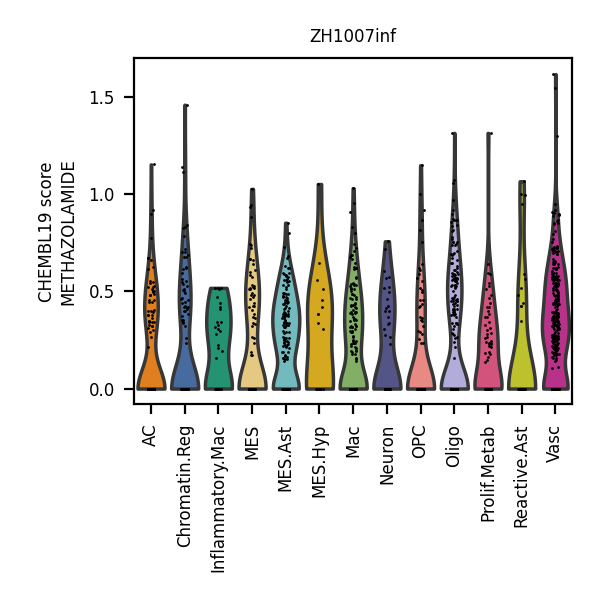 ZH1007inf
CHEMBL19 score
METHAZOLAMIDE
1.5
1.0
0.5
0.0
AC
Chromatin.Reg
Inflammatory.Mac
MES
MES.Ast
MES.Hyp
Mac
Neuron
OPC
Oligo
Prolif.Metab
Reactive.Ast
Vasc